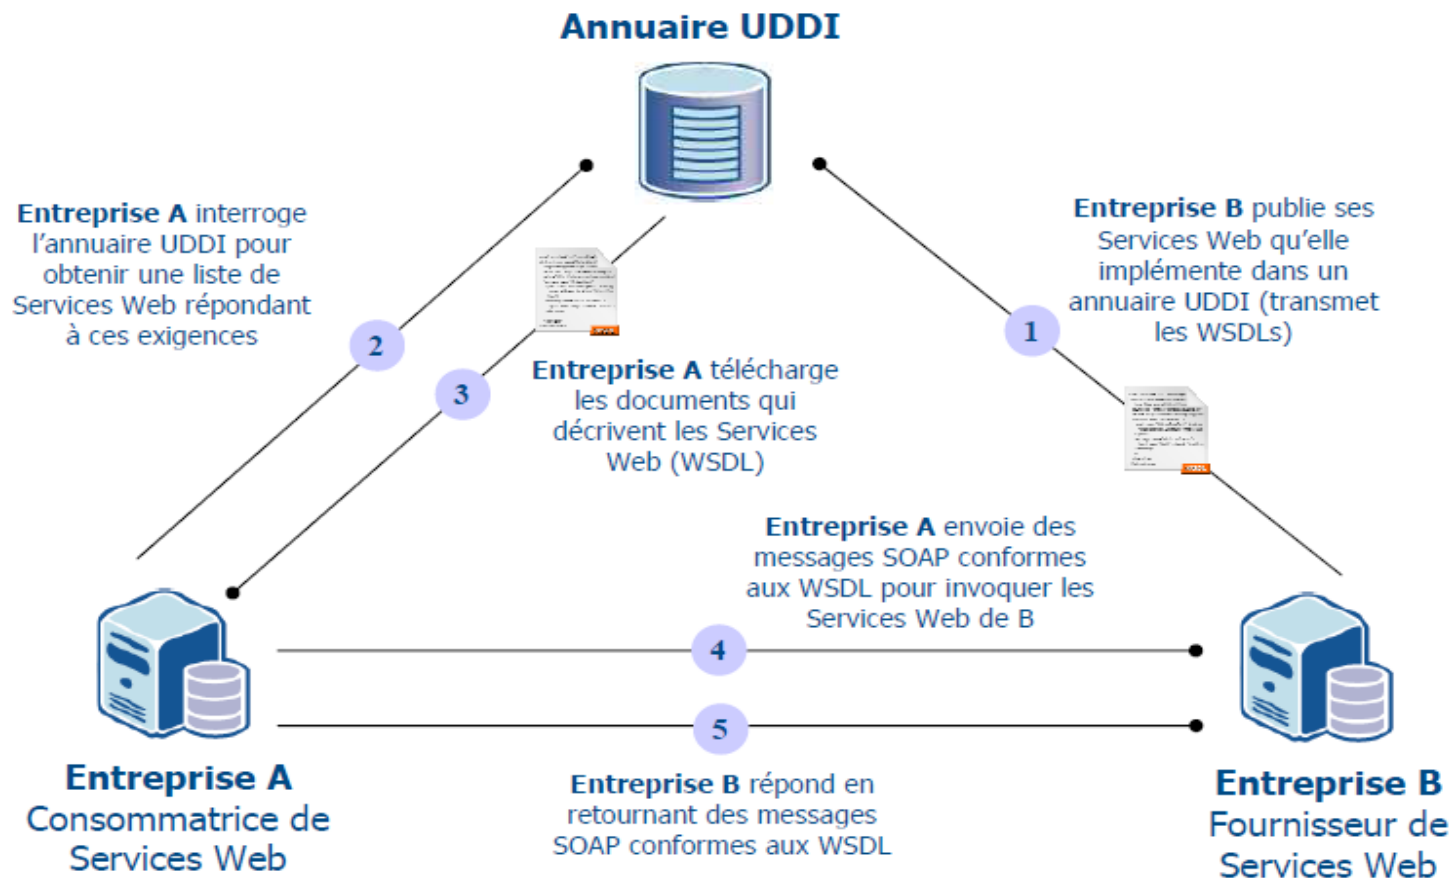 Annuaire UDDI
Entreprise A interroge
l'annuaire UDDI pour
obtenir une liste de
Services Web répondant
à ces exigences
Entreprise B publie ses
Services Web qu'elle
implémente dans un
annuaire UDDI (transmet
les WSDLs)
2
1
3
Entreprise A télécharge
les documents qui
décrivent les Services
Web (WSDL)
Entreprise A envoie des
messages SOAP conformes
aux WSDL pour invoquer les
Services Web de B
4
5
Entreprise B répond en
retournant des messages
SOAP conformes aux WSDL
Entreprise A
Consommatrice de
Services Web
Entreprise B
Fournisseur de
Services Web